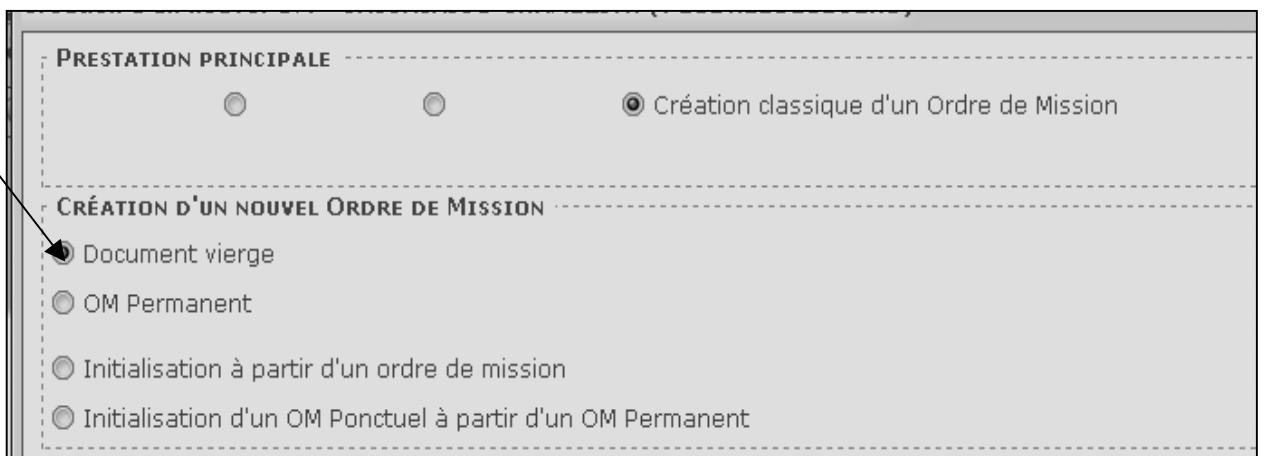 PRESTATION PRINCIPALE
Création classique d'un Ordre de Mission
CRÉATION D'UN NOUVEL ORDRE DE MISSION
Document vierge
OM Permanent
Initialisation à partir d'un ordre de mission
Initialisation d'un OM Ponctuel à partir d'un OM Permanent